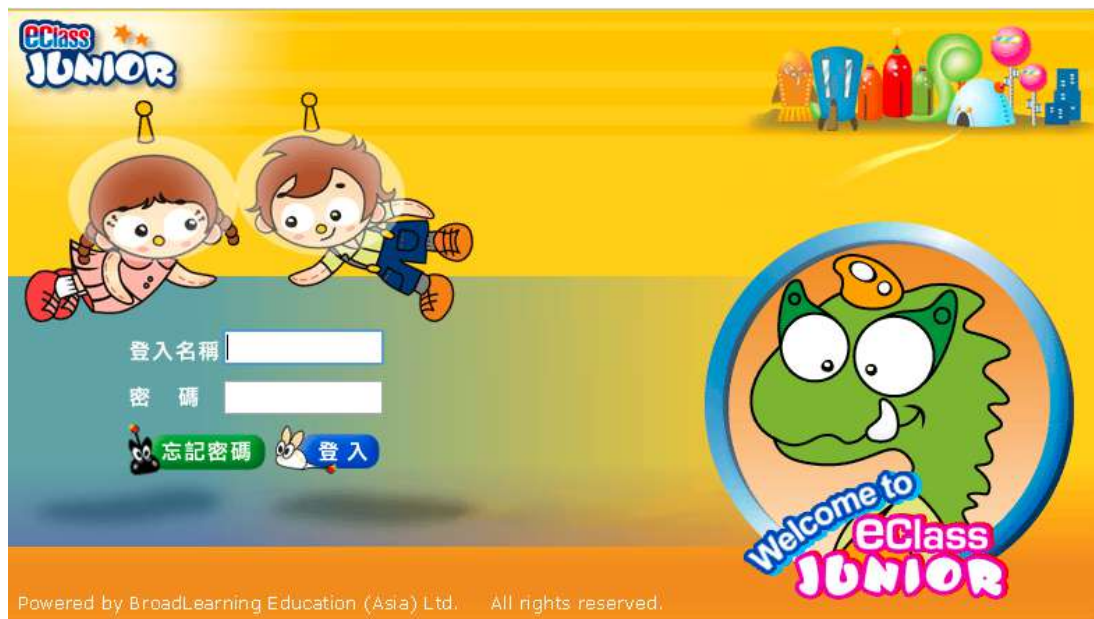 eClass
JUNIOR
登入名稱
密 碼
忘記密碼 登入
Welcome to
eClass
JUNIOR
Powered by BroadLearning Education (Asia) Ltd. All rights reserved.